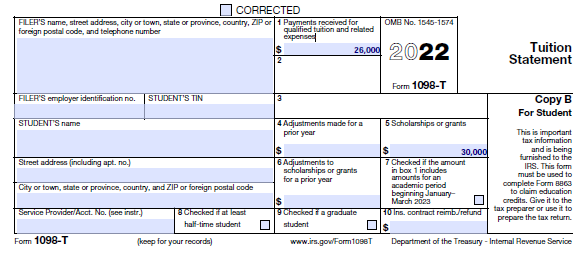 CORRECTED
FILER'S name, street address, city or town, state or province, country, ZIP or
foreign postal code, and telephone number
1 Payments received for
qualified tuition and related
expenses
$ 26,000
2
OMB No. 1545-1574
2022
Form 1098-T
Tuition
Statement
FILER'S employer identification no.
STUDENT'S TIN
3
Copy B
For Student
STUDENT'S name
4 Adjustments made for a
prior year
$
5 Scholarships or grants
$ 30,000
This is important
tax information
and is being
furnished to the
IRS. This form
must be used to
complete Form 8863
to claim education
credits. Give it to the
tax preparer or use it to
prepare the tax return.
Street address (including apt. no.)
6 Adjustments to
scholarships or grants
for a prior year
$
7 Checked if the amount
in box 1 includes
amounts for an
academic period
beginning January–
March 2023
City or town, state or province, country, and ZIP or foreign postal code
Service Provider/Acct. No. (see instr.)
8 Checked if at least
half-time student
9 Checked if a graduate
student
10 Ins. contract reimb./refund
$
Form 1098-T (keep for your records) www.irs.gov/Form1098T Department of the Treasury - Internal Revenue Service